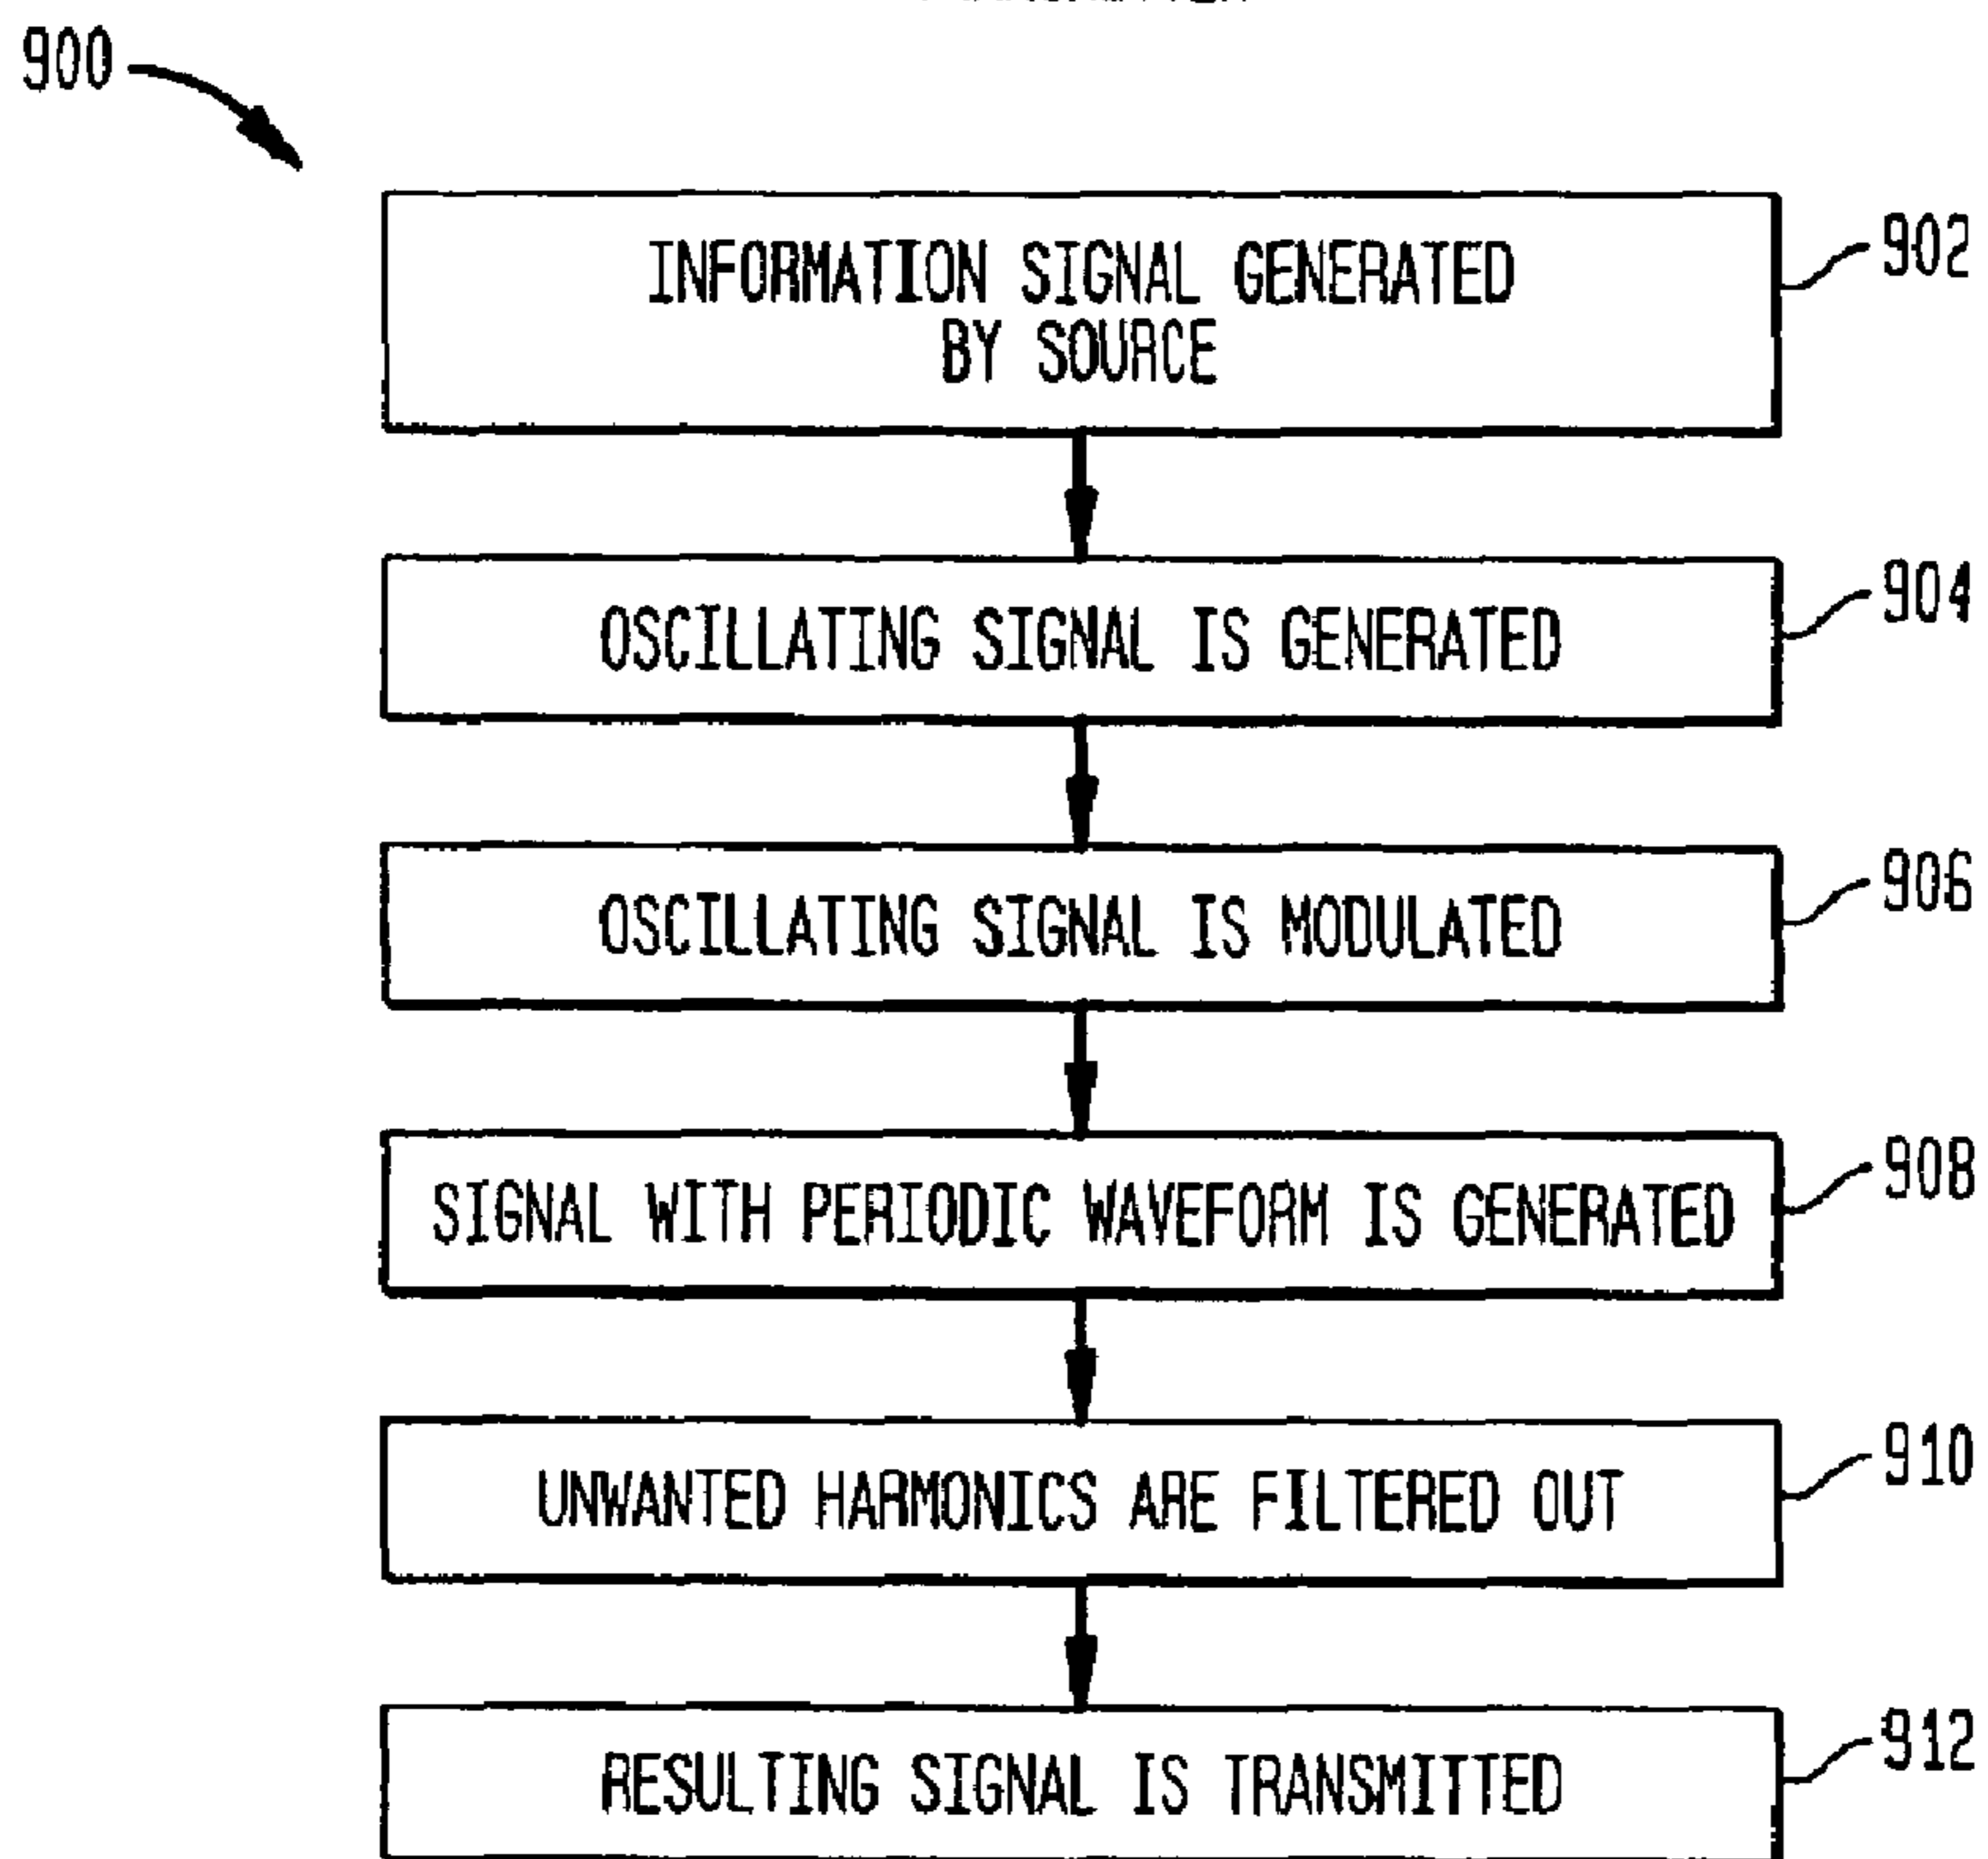 900
INFORMATION SIGNAL GENERATED
BY SOURCE
902
OSCILLATING SIGNAL IS GENERATED
904
OSCILLATING SIGNAL IS MODULATED
906
SIGNAL WITH PERIODIC WAVEFORM IS GENERATED
908
UNWANTED HARMONICS ARE FILTERED OUT
910
RESULTING SIGNAL IS TRANSMITTED
912